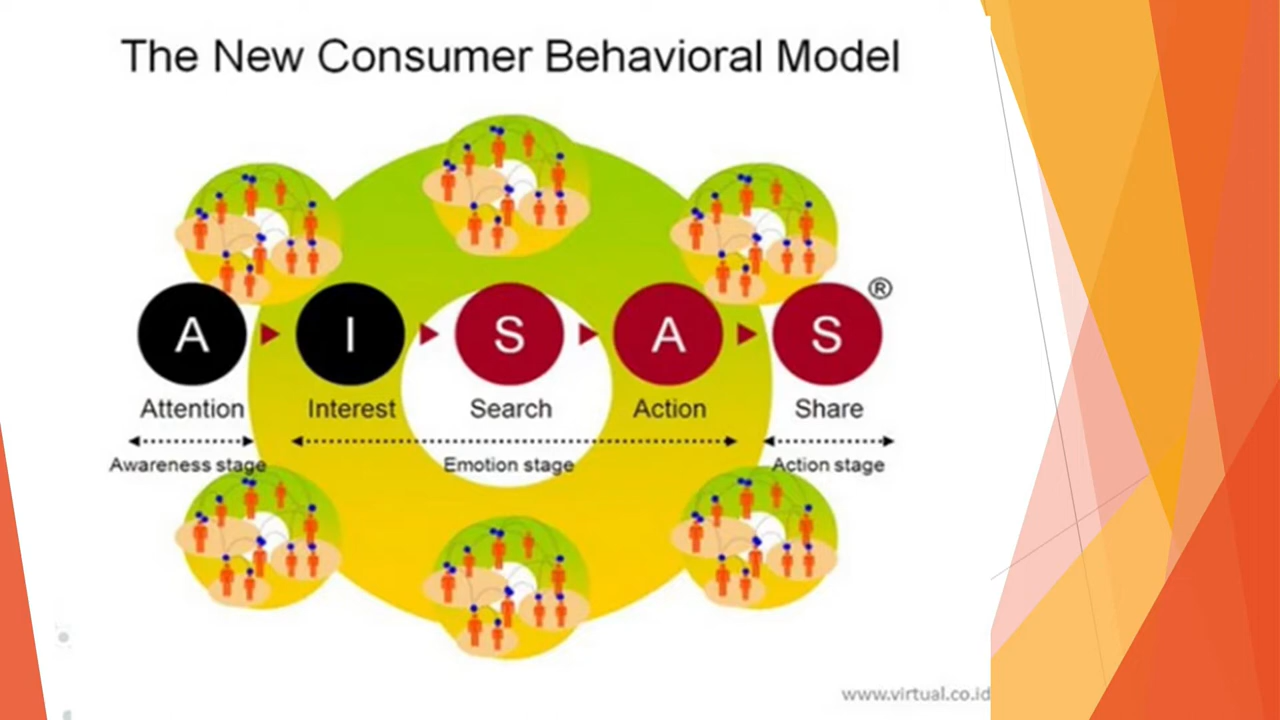 The New Consumer Behavioral Model
A I S A S ®
Attention Interest Search Action Share
Awareness stage Emotion stage Action stage
www.virtual.co.id